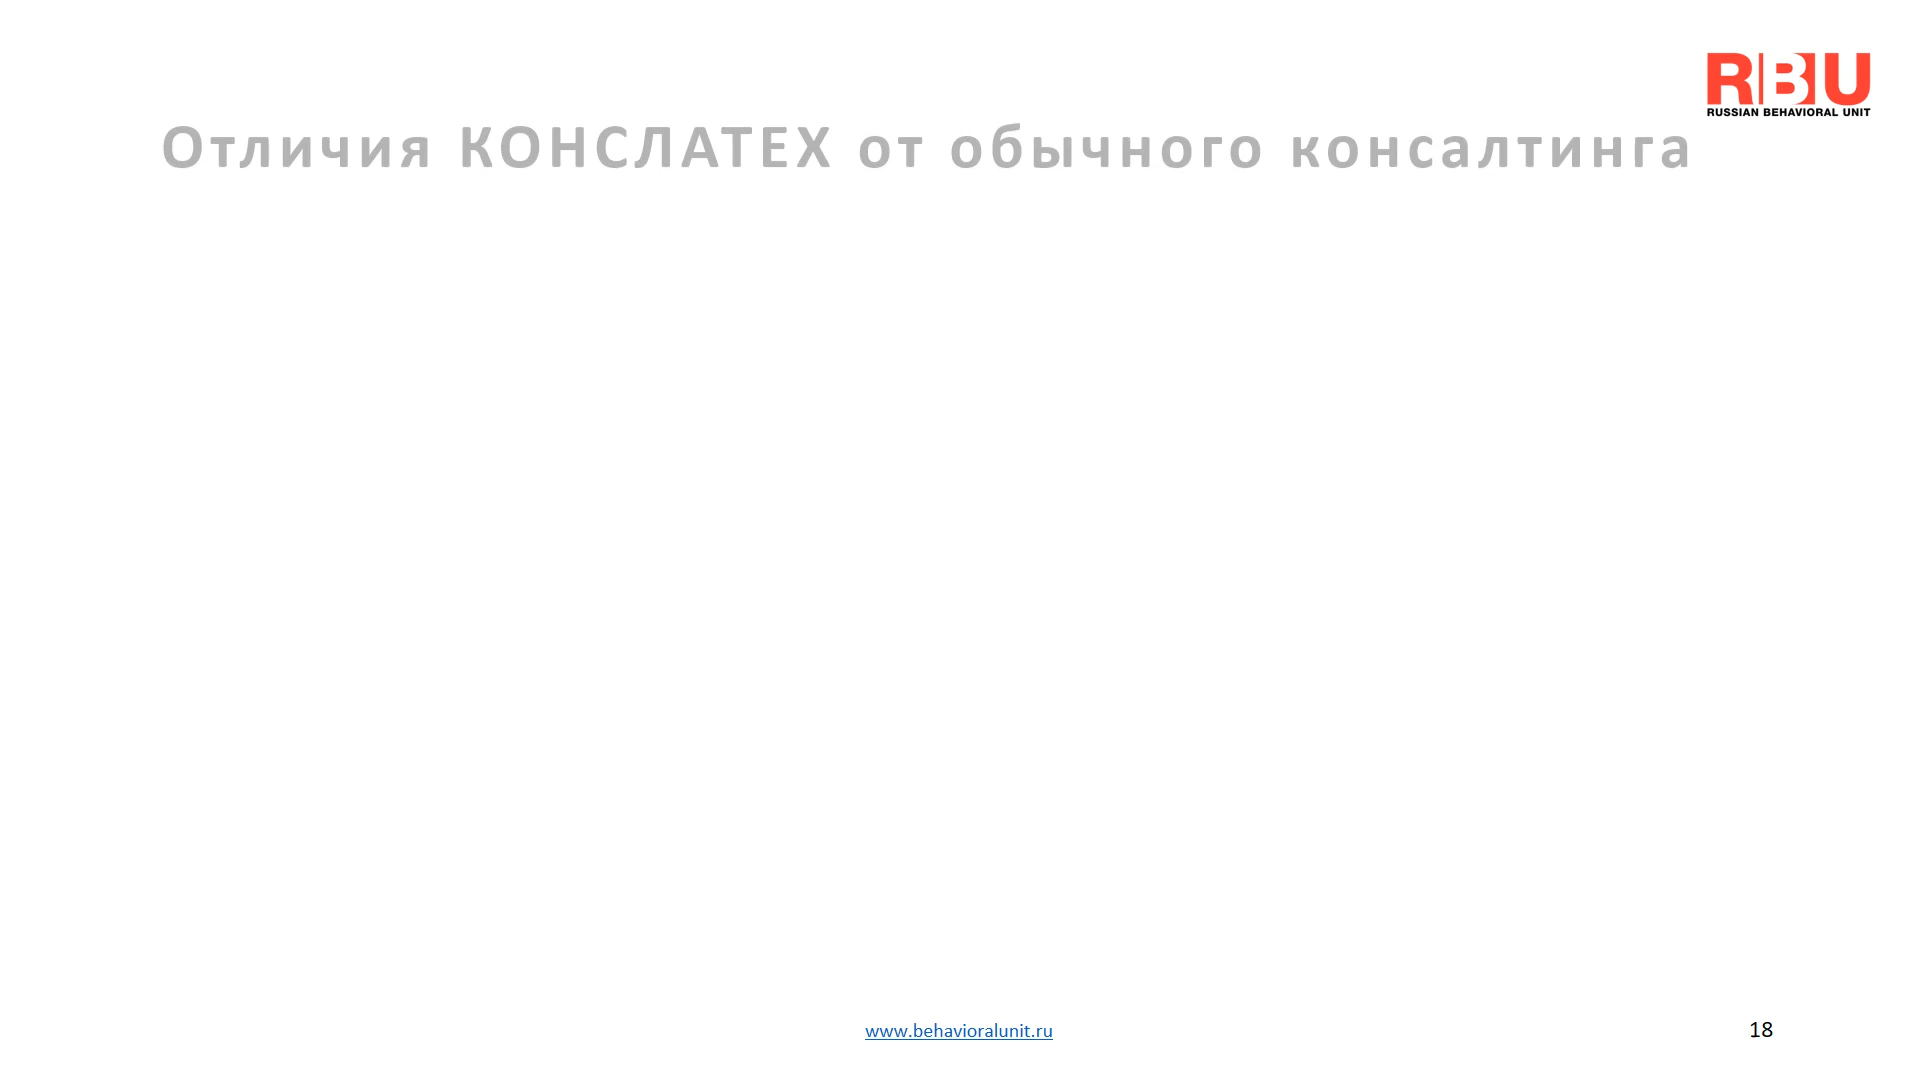 RBU
RUSSIAN BEHAVIORAL UNIT
Отличия КОНСЛАТЕХ от обычного консалтинга
www.behavioralunit.ru
18